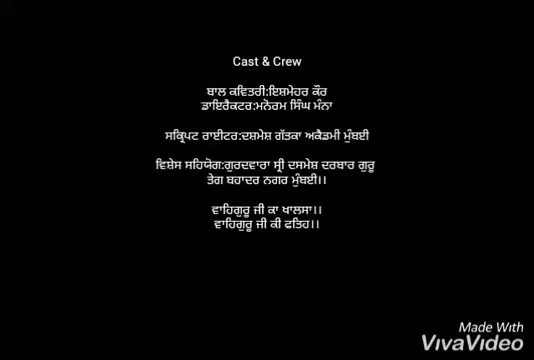 Cast & Crew
ਬਾਲ ਕਵਿਤਰੀ:ਇਸ਼ਮੇਹਰ ਕੌਰ
ਡਾਇਰੈਕਟਰ:ਮਨੋਰਮ ਸਿੰਘ ਮੰਨਾ
ਸਕ੍ਰਿਪਟ ਰਾਈਟਰ:ਦਸ਼ਮੇਸ਼ ਗੱਤਕਾ ਅਕੈਡਮੀ ਮੁੰਬਈ
ਵਿਸ਼ੇਸ ਸਹਿਯੋਗ:ਗੁਰਦਵਾਰਾ ਸ੍ਰੀ ਦਸਮੇਸ਼ ਦਰਬਾਰ ਗੁਰੂ
ਤੇਗ ਬਹਾਦਰ ਨਗਰ ਮੁੰਬਈ।।
ਵਾਹਿਗੁਰੂ ਜੀ ਕਾ ਖਾਲਸਾ।।
ਵਾਹਿਗੁਰੂ ਜੀ ਕੀ ਫਤਿਹ।।
Made With
VivaVideo